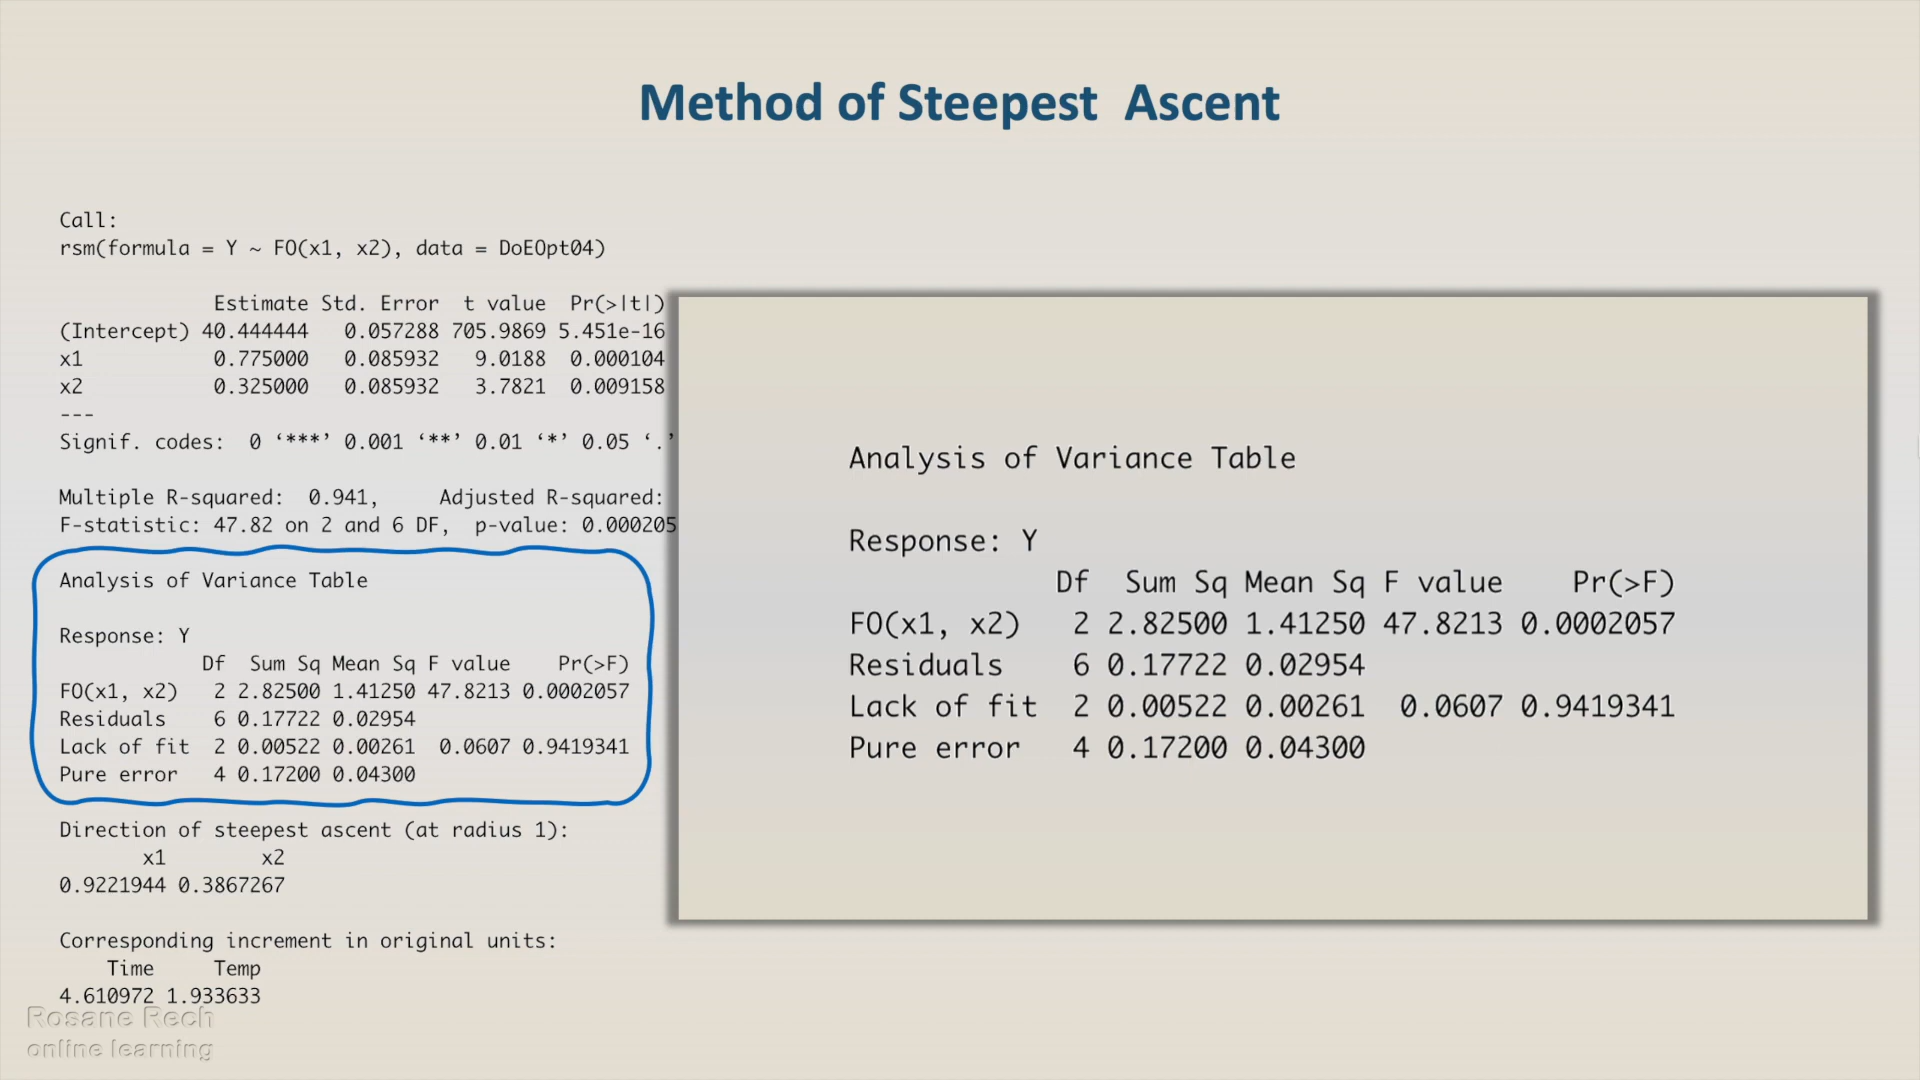 Method of Steepest Ascent
Call:
rsm(formula = Y ~ FO(x1, x2), data = DoEOpt04)
Estimate Std. Error t value Pr(>|t|)
(Intercept) 40.444444 0.057288 705.9869 5.451e-16
x1 0.775000 0.085932 9.0188 0.000104
x2 0.325000 0.085932 3.7821 0.009158
---
Signif. codes: 0 ‘***’ 0.001 ‘**’ 0.01 ‘*’ 0.05 ‘.’
Multiple R-squared: 0.941, Adjusted R-squared:
F-statistic: 47.82 on 2 and 6 DF, p-value: 0.000205
Analysis of Variance Table
Response: Y
Df Sum Sq Mean Sq F value Pr(>F)
FO(x1, x2) 2 2.82500 1.41250 47.8213 0.0002057
Residuals 6 0.17722 0.02954
Lack of fit 2 0.00522 0.00261 0.0607 0.9419341
Pure error 4 0.17200 0.04300
Direction of steepest ascent (at radius 1):
x1 x2
0.9221944 0.3867267
Corresponding increment in original units:
Time Temp
4.610972 1.933633
Analysis of Variance Table
Response: Y
Df Sum Sq Mean Sq F value Pr(>F)
FO(x1, x2) 2 2.82500 1.41250 47.8213 0.0002057
Residuals 6 0.17722 0.02954
Lack of fit 2 0.00522 0.00261 0.0607 0.9419341
Pure error 4 0.17200 0.04300
Rosane Rech
online learning